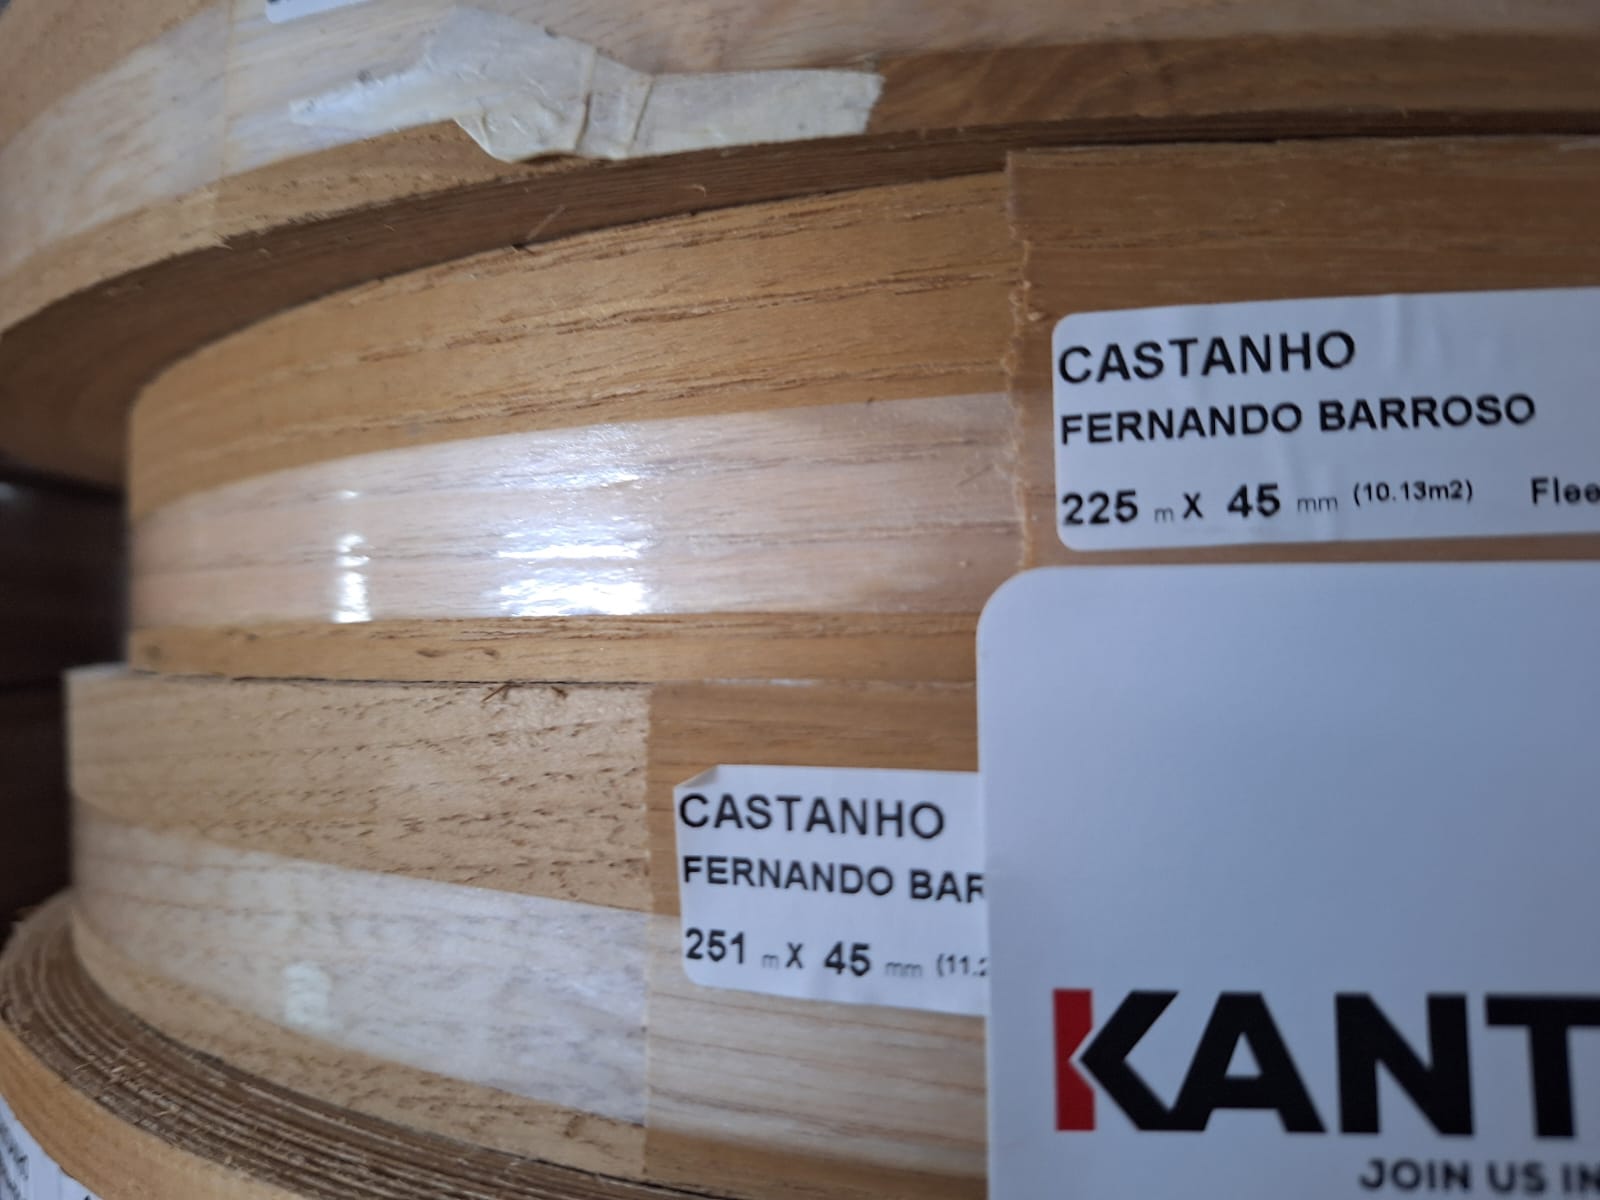 CASTANHO
FERNANDO BARROSO
225 m X 45 mm (10.13m2) Flee
CASTANHO
FERNANDO BAR
251 m X 45 mm (11.2
KANT
JOIN US IN